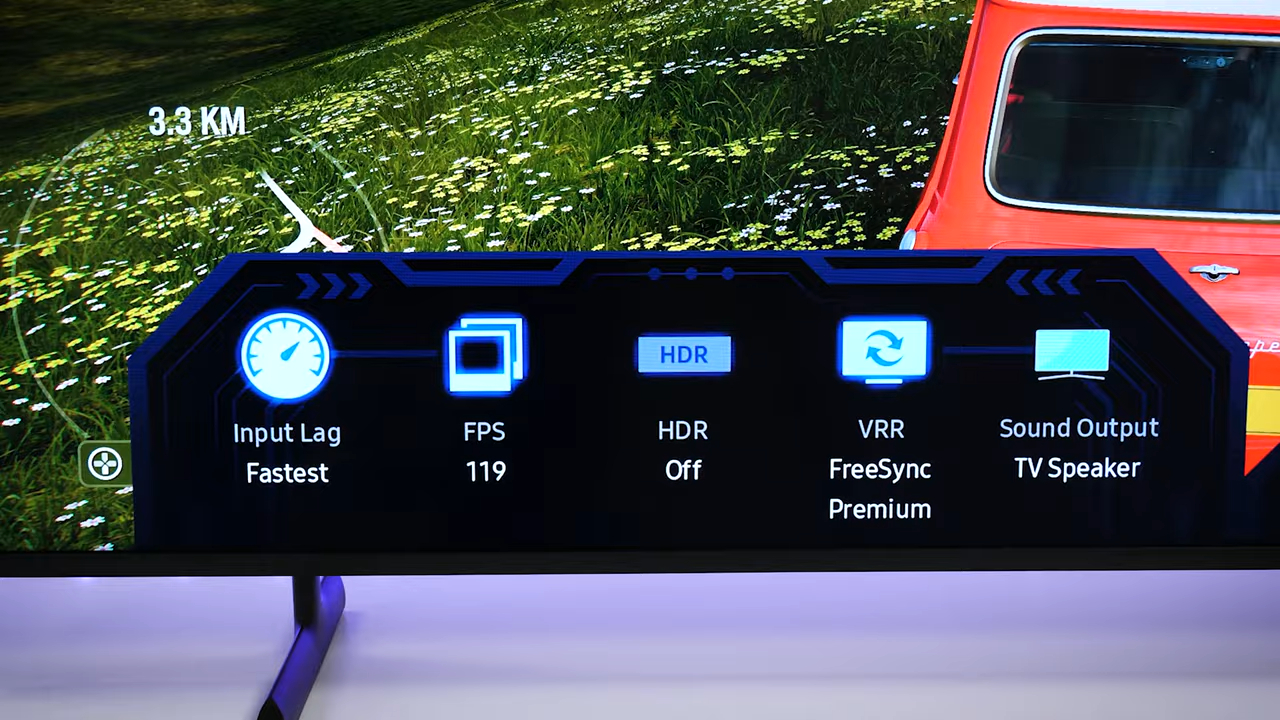 3.3 KM
HDR
Input Lag
FPS
HDR
VRR
Sound Output
Fastest
119
Off
FreeSync
Premium
TV Speaker